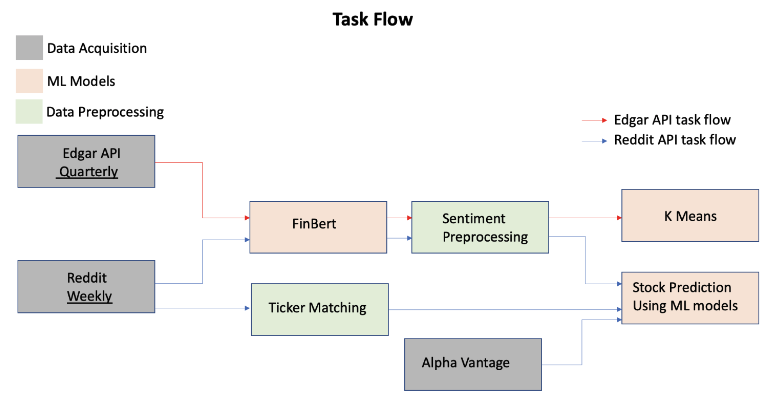 Task Flow
Data Acquisition
ML Models
Data Preprocessing
Edgar API task flow
Reddit API task flow
Edgar API
Quarterly
FinBert
Sentiment
Preprocessing
K Means
Reddit
Weekly
Ticker Matching
Stock Prediction
Using ML models
Alpha Vantage